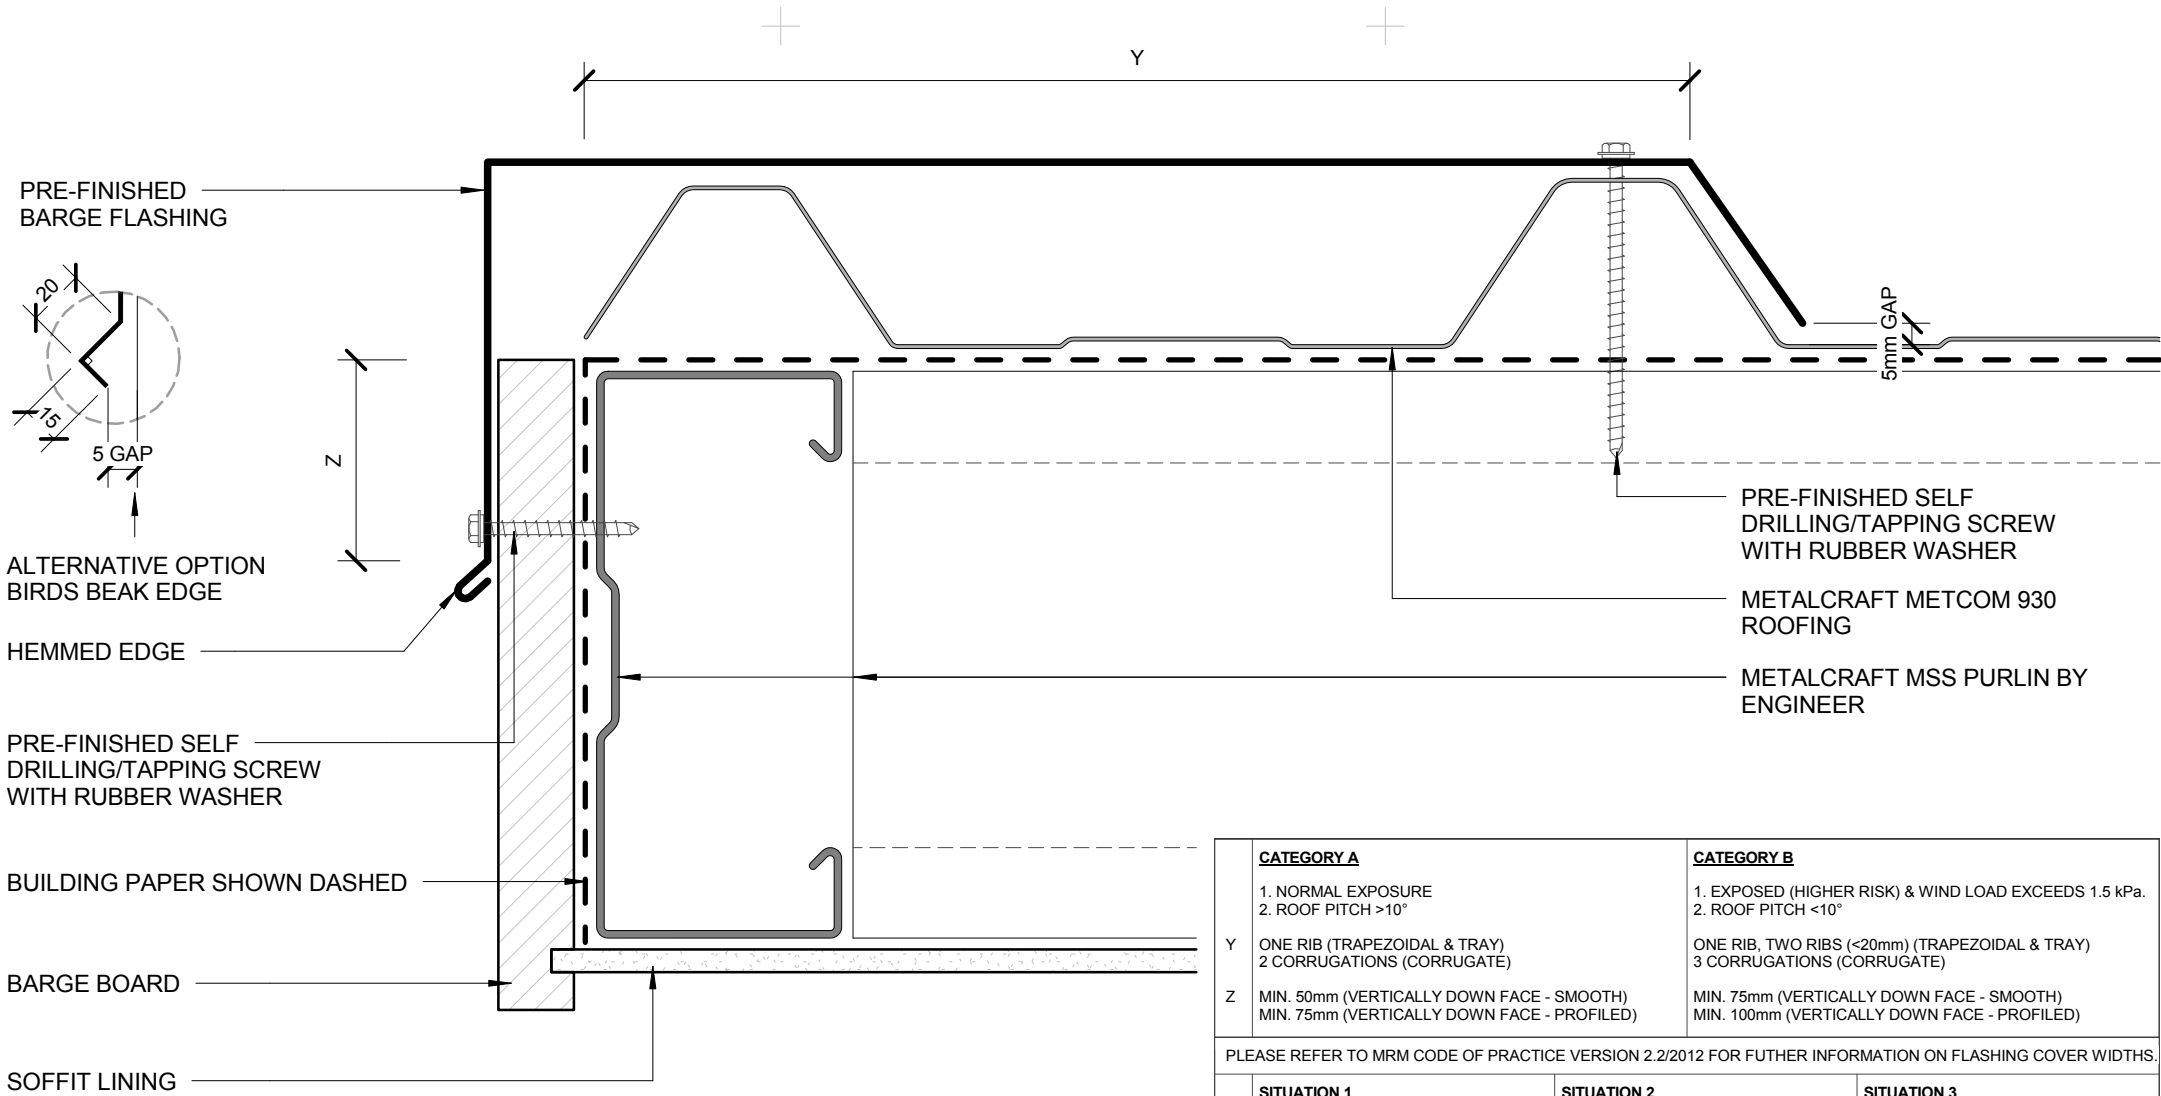 Y
PRE-FINISHED
BARGE FLASHING
20
15
5 GAP
Z
5mm GAP
ALTERNATIVE OPTION
BIRDS BEAK EDGE
HEMMED EDGE
PRE-FINISHED SELF
DRILLING/TAPPING SCREW
WITH RUBBER WASHER
BUILDING PAPER SHOWN DASHED
BARGE BOARD
SOFFIT LINING
PRE-FINISHED SELF
DRILLING/TAPPING SCREW
WITH RUBBER WASHER
METALCRAFT METCOM 930
ROOFING
METALCRAFT MSS PURLIN BY
ENGINEER
CATEGORY A
1. NORMAL EXPOSURE
2. ROOF PITCH >10°
CATEGORY B
1. EXPOSED (HIGHER RISK) & WIND LOAD EXCEEDS 1.5 kPa.
2. ROOF PITCH <10°
Y
ONE RIB (TRAPEZOIDAL & TRAY)
2 CORRUGATIONS (CORRUGATE)
ONE RIB, TWO RIBS (<20mm) (TRAPEZOIDAL & TRAY)
3 CORRUGATIONS (CORRUGATE)
Z
MIN. 50mm (VERTICALLY DOWN FACE - SMOOTH)
MIN. 75mm (VERTICALLY DOWN FACE - PROFILED)
MIN. 75mm (VERTICALLY DOWN FACE - SMOOTH)
MIN. 100mm (VERTICALLY DOWN FACE - PROFILED)
PLEASE REFER TO MRM CODE OF PRACTICE VERSION 2.2/2012 FOR FUTHER INFORMATION ON FLASHING COVER WIDTHS.
SITUATION 1
SITUATION 2
SITUATION 3